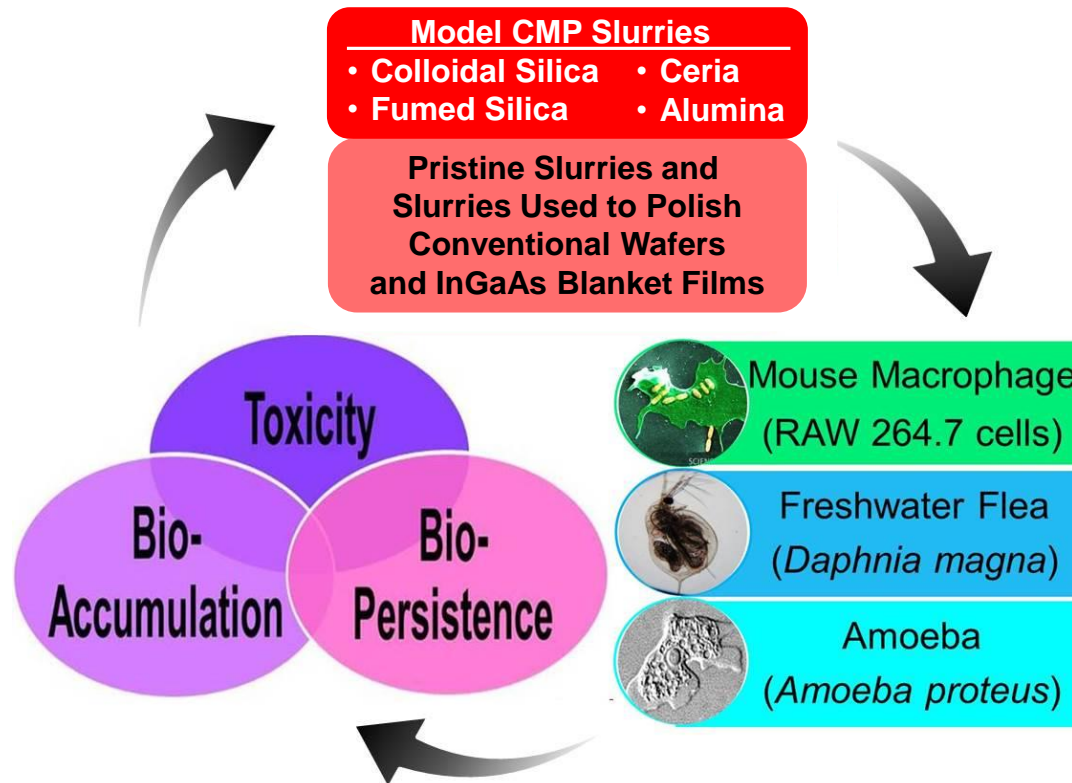 Model CMP Slurries
• Colloidal Silica • Ceria
• Fumed Silica • Alumina
Pristine Slurries and
Slurries Used to Polish
Conventional Wafers
and InGaAs Blanket Films
Toxicity
Bio-
Accumulation
Bio-
Persistence
Mouse Macrophage
(RAW 264.7 cells)
Freshwater Flea
(Daphnia magna)
Amoeba
(Amoeba proteus)